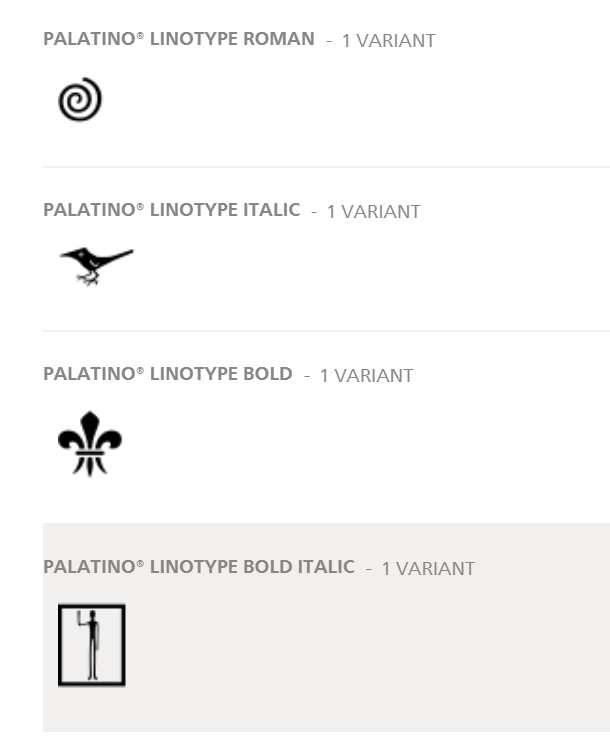 PALATINO® LINOTYPE ROMAN - 1 VARIANT
PALATINO® LINOTYPE ITALIC - 1 VARIANT
PALATINO® LINOTYPE BOLD - 1 VARIANT
PALATINO® LINOTYPE BOLD ITALIC - 1 VARIANT